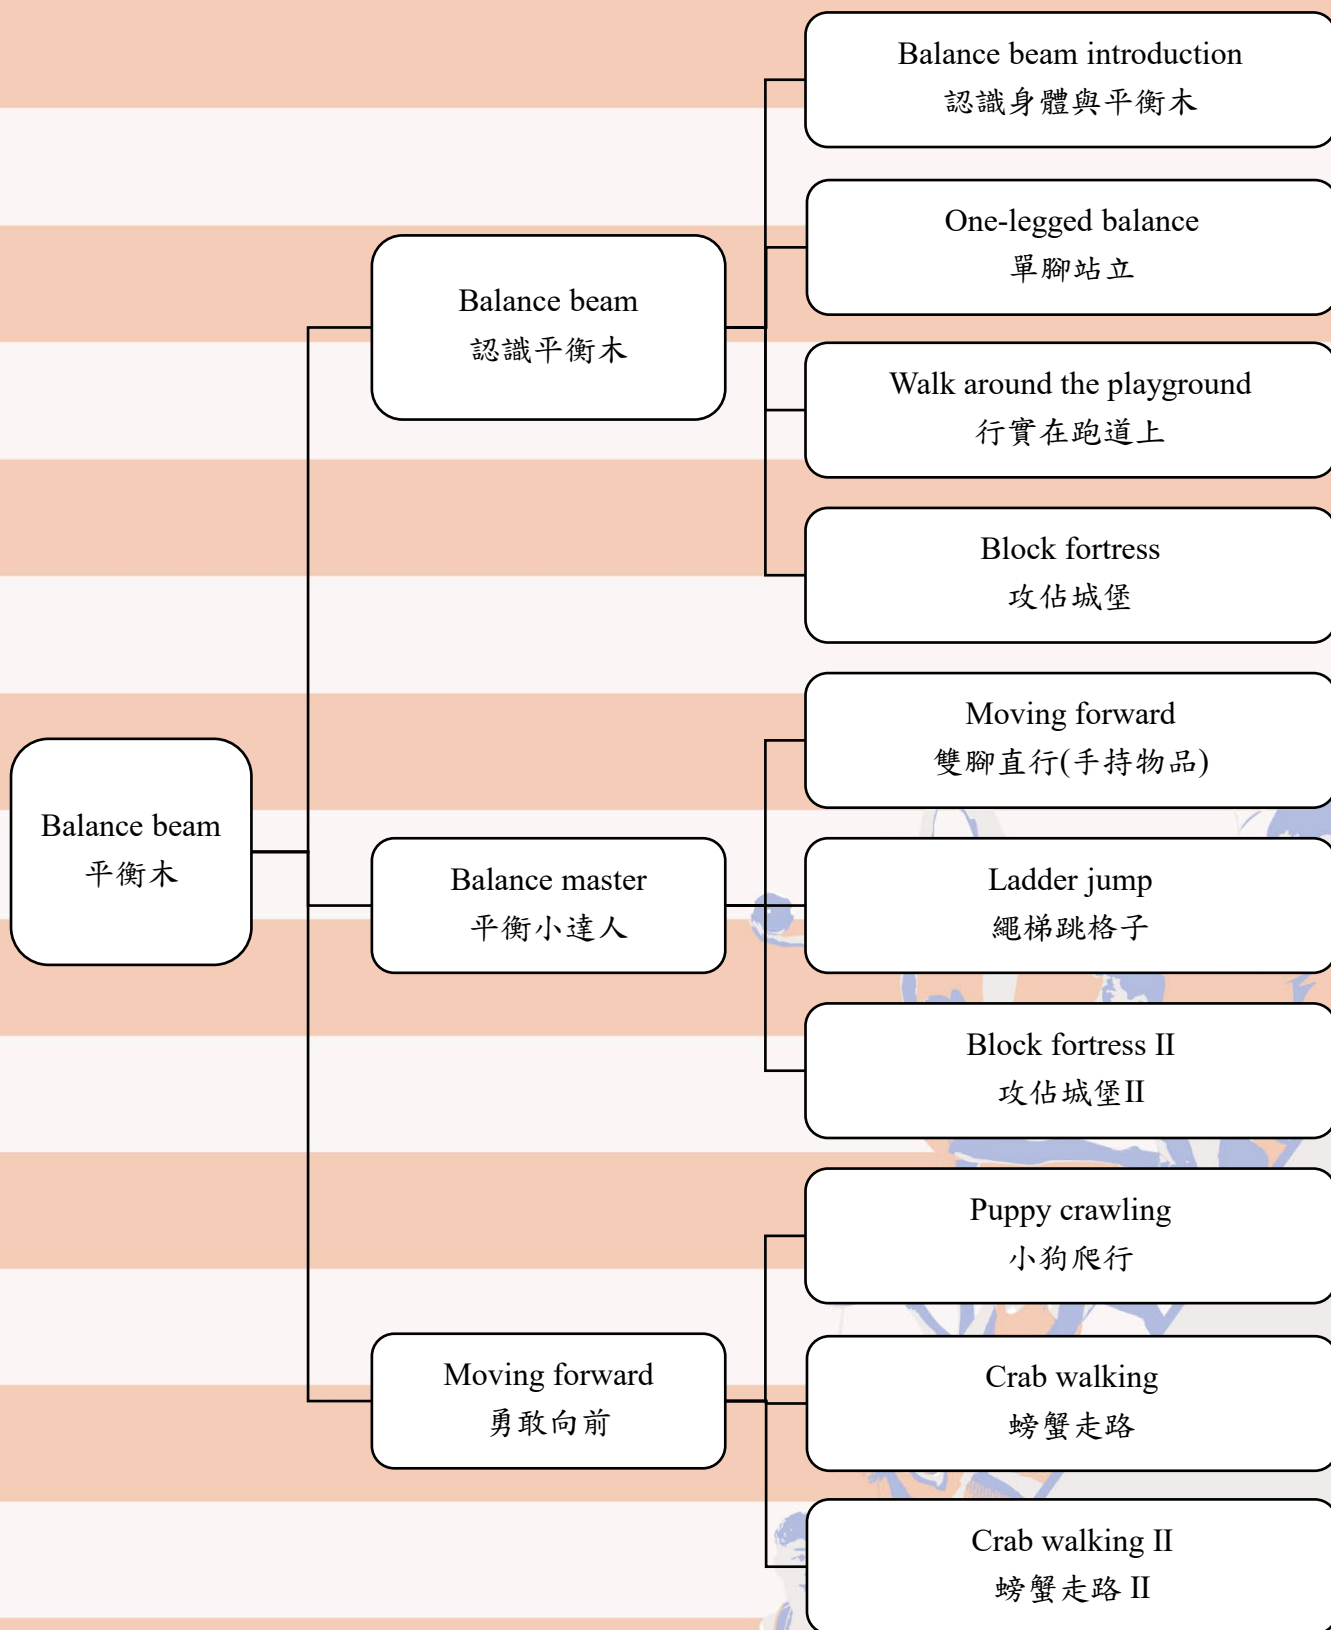 Balance beam
平衡木
Balance beam
認識平衡木
Balance beam introduction
認識身體與平衡木
One-legged balance
單腳站立
Walk around the playground
行實在跑道上
Block fortress
攻佔城堡
Balance master
平衡小達人
Moving forward
雙腳直行(手持物品)
Ladder jump
繩梯跳格子
Block fortress II
攻佔城堡II
Moving forward
勇敢向前
Puppy crawling
小狗爬行
Crab walking
螃蟹走路
Crab walking II
螃蟹走路 II